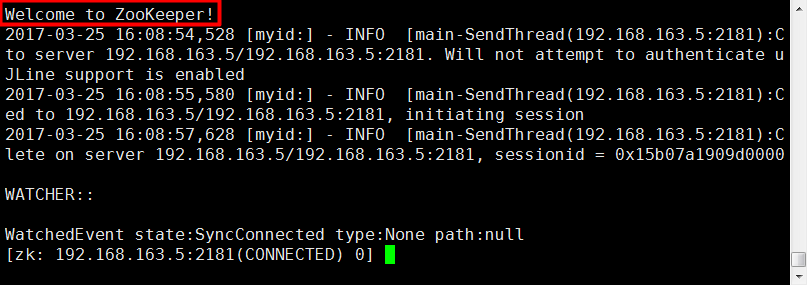 Welcome to ZooKeeper!
2017-03-25 16:08:54,528 [myid:] - INFO  [main-SendThread(192.168.163.5:2181):C
to server 192.168.163.5/192.168.163.5:2181. Will not attempt to authenticate u
JLine support is enabled
2017-03-25 16:08:55,580 [myid:] - INFO  [main-SendThread(192.168.163.5:2181):C
ed to 192.168.163.5/192.168.163.5:2181, initiating session
2017-03-25 16:08:57,628 [myid:] - INFO  [main-SendThread(192.168.163.5:2181):C
lete on server 192.168.163.5/192.168.163.5:2181, sessionid = 0x15b07a1909d0000
WATCHER::
WatchedEvent state:SyncConnected type:None path:null
[zk: 192.168.163.5:2181(CONNECTED) 0]